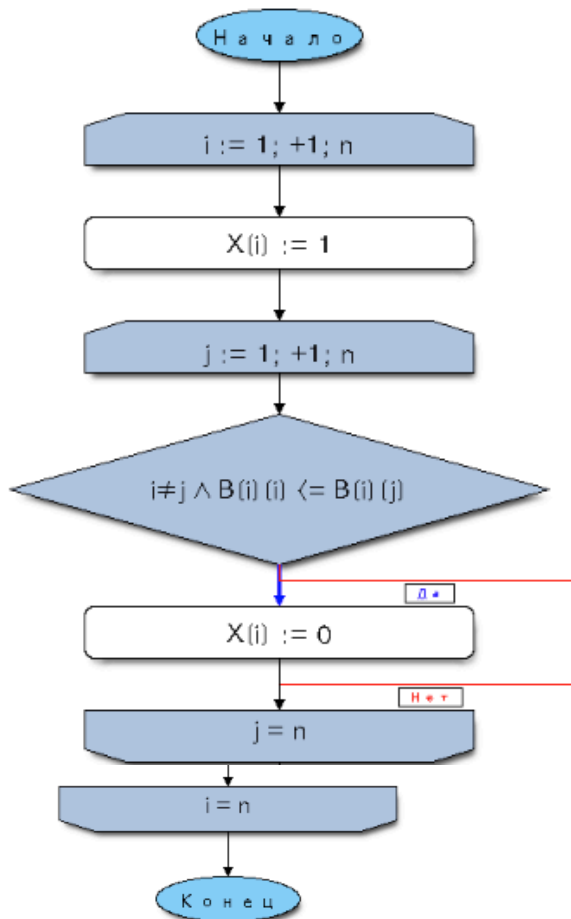 Начало
i := 1; +1; n
X(i) := 1
j := 1; +1; n
i≠j ∧ B(i)(i) <= B(i)(j)
Да
X(i) := 0
Нет
j = n
i = n
Конец